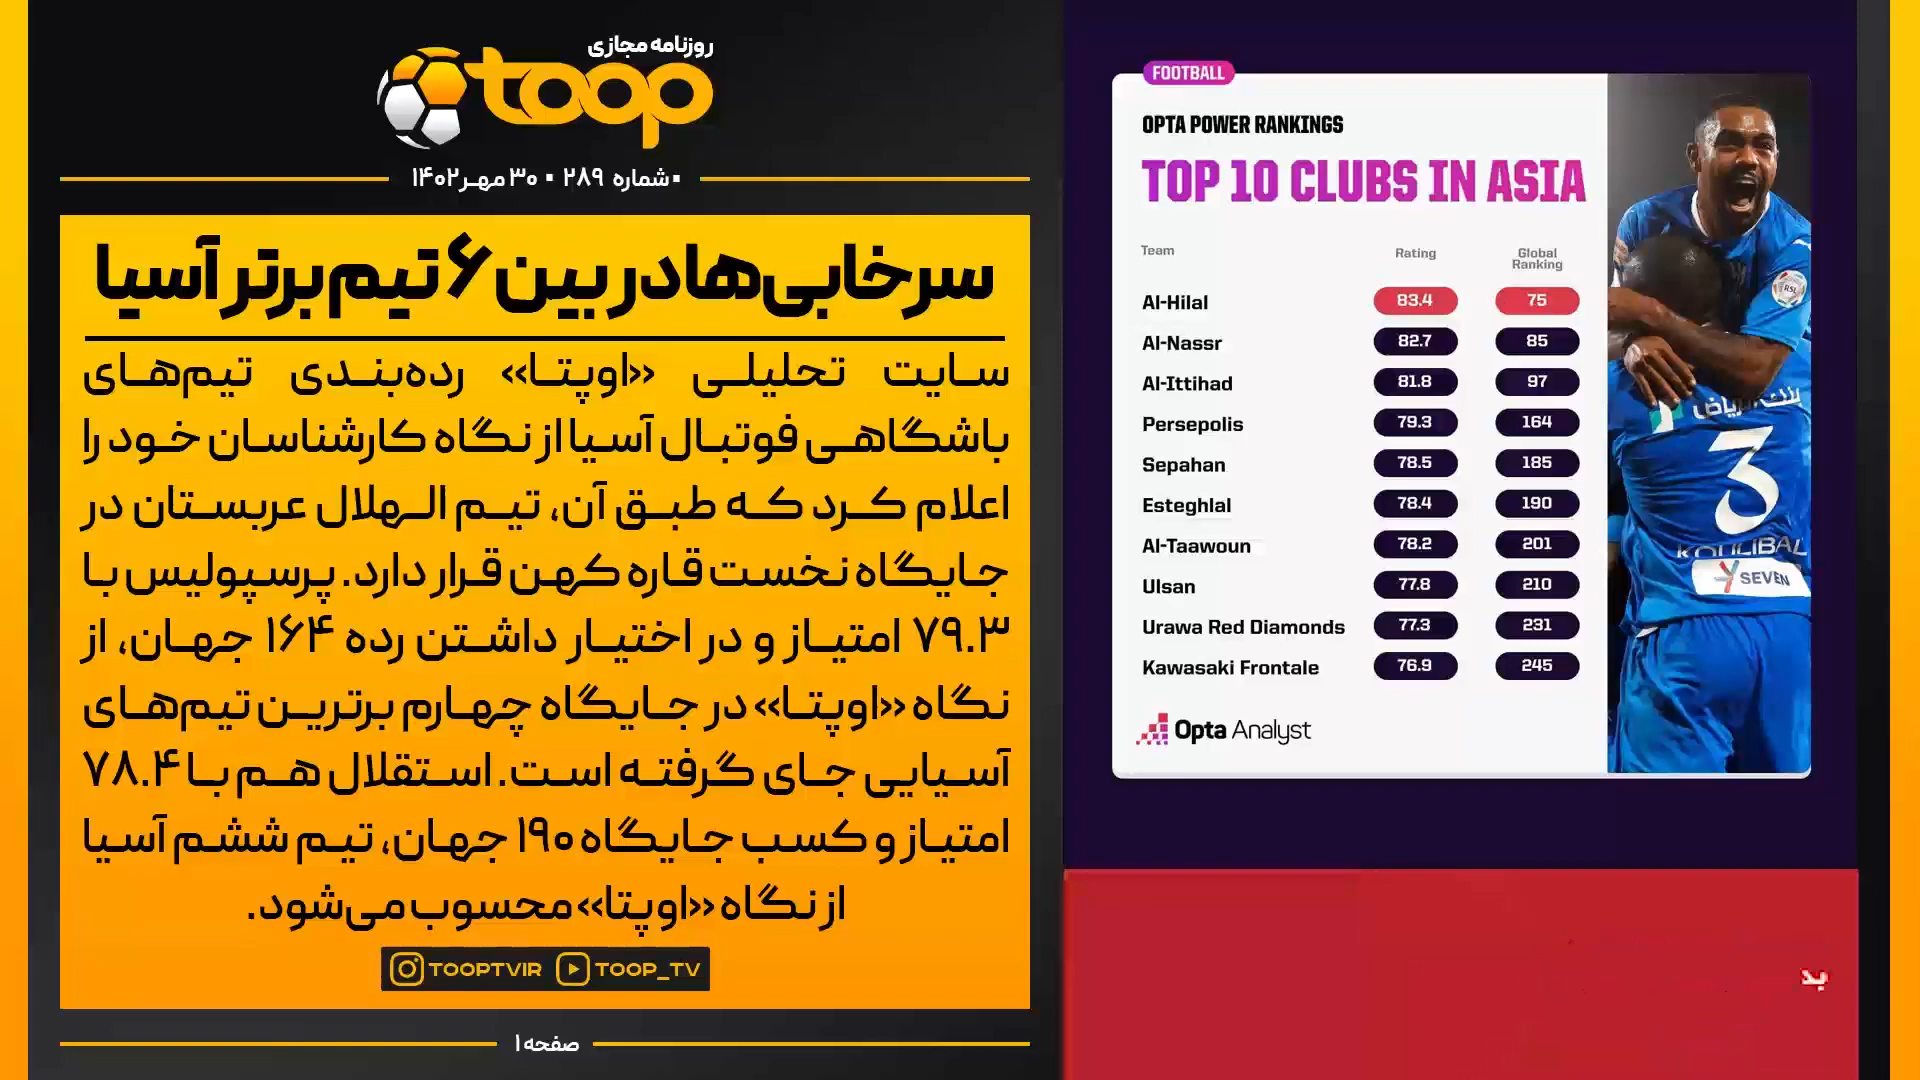 روزنامه مجازی
toop
▪شماره ۲۸۹ ▪ ۳۰ مهر ۱۴۰۲
سرخابی‌ها در بین ۶ تیم برتر آسیا
سایت تحلیلی «اوپتا» رده‌بندی تیم‌های
باشگاهی فوتبال آسیا از نگاه کارشناسان خود را
اعلام کرد که طبق آن، تیم الهلال عربستان در
جایگاه نخست قاره کهن قرار دارد. پرسپولیس با
۷۹.۳ امتیاز و در اختیار داشتن رده ۱۶۴ جهان، از
نگاه «اوپتا» در جایگاه چهارم برترین تیم‌های
آسیایی جای گرفته است. استقلال هم با ۷۸.۴
امتیاز و کسب جایگاه ۱۹۰ جهان، تیم ششم آسیا
از نگاه «اوپتا» محسوب می‌شود.
TOOPTVIR TOOP_TV
صفحه ۱
FOOTBALL
OPTA POWER RANKINGS
TOP 10 CLUBS IN ASIA
Team Rating Global Ranking
Al-Hilal 83.4 75
Al-Nassr 82.7 85
Al-Ittihad 81.8 97
Persepolis 79.3 164
Sepahan 78.5 185
Esteghlal 78.4 190
Al-Taawoun 78.2 201
Ulsan 77.8 210
Urawa Red Diamonds 77.3 231
Kawasaki Frontale 76.9 245
Opta Analyst
RSL
بنك الرياض
3
KOULIBALY
SEVEN
بد